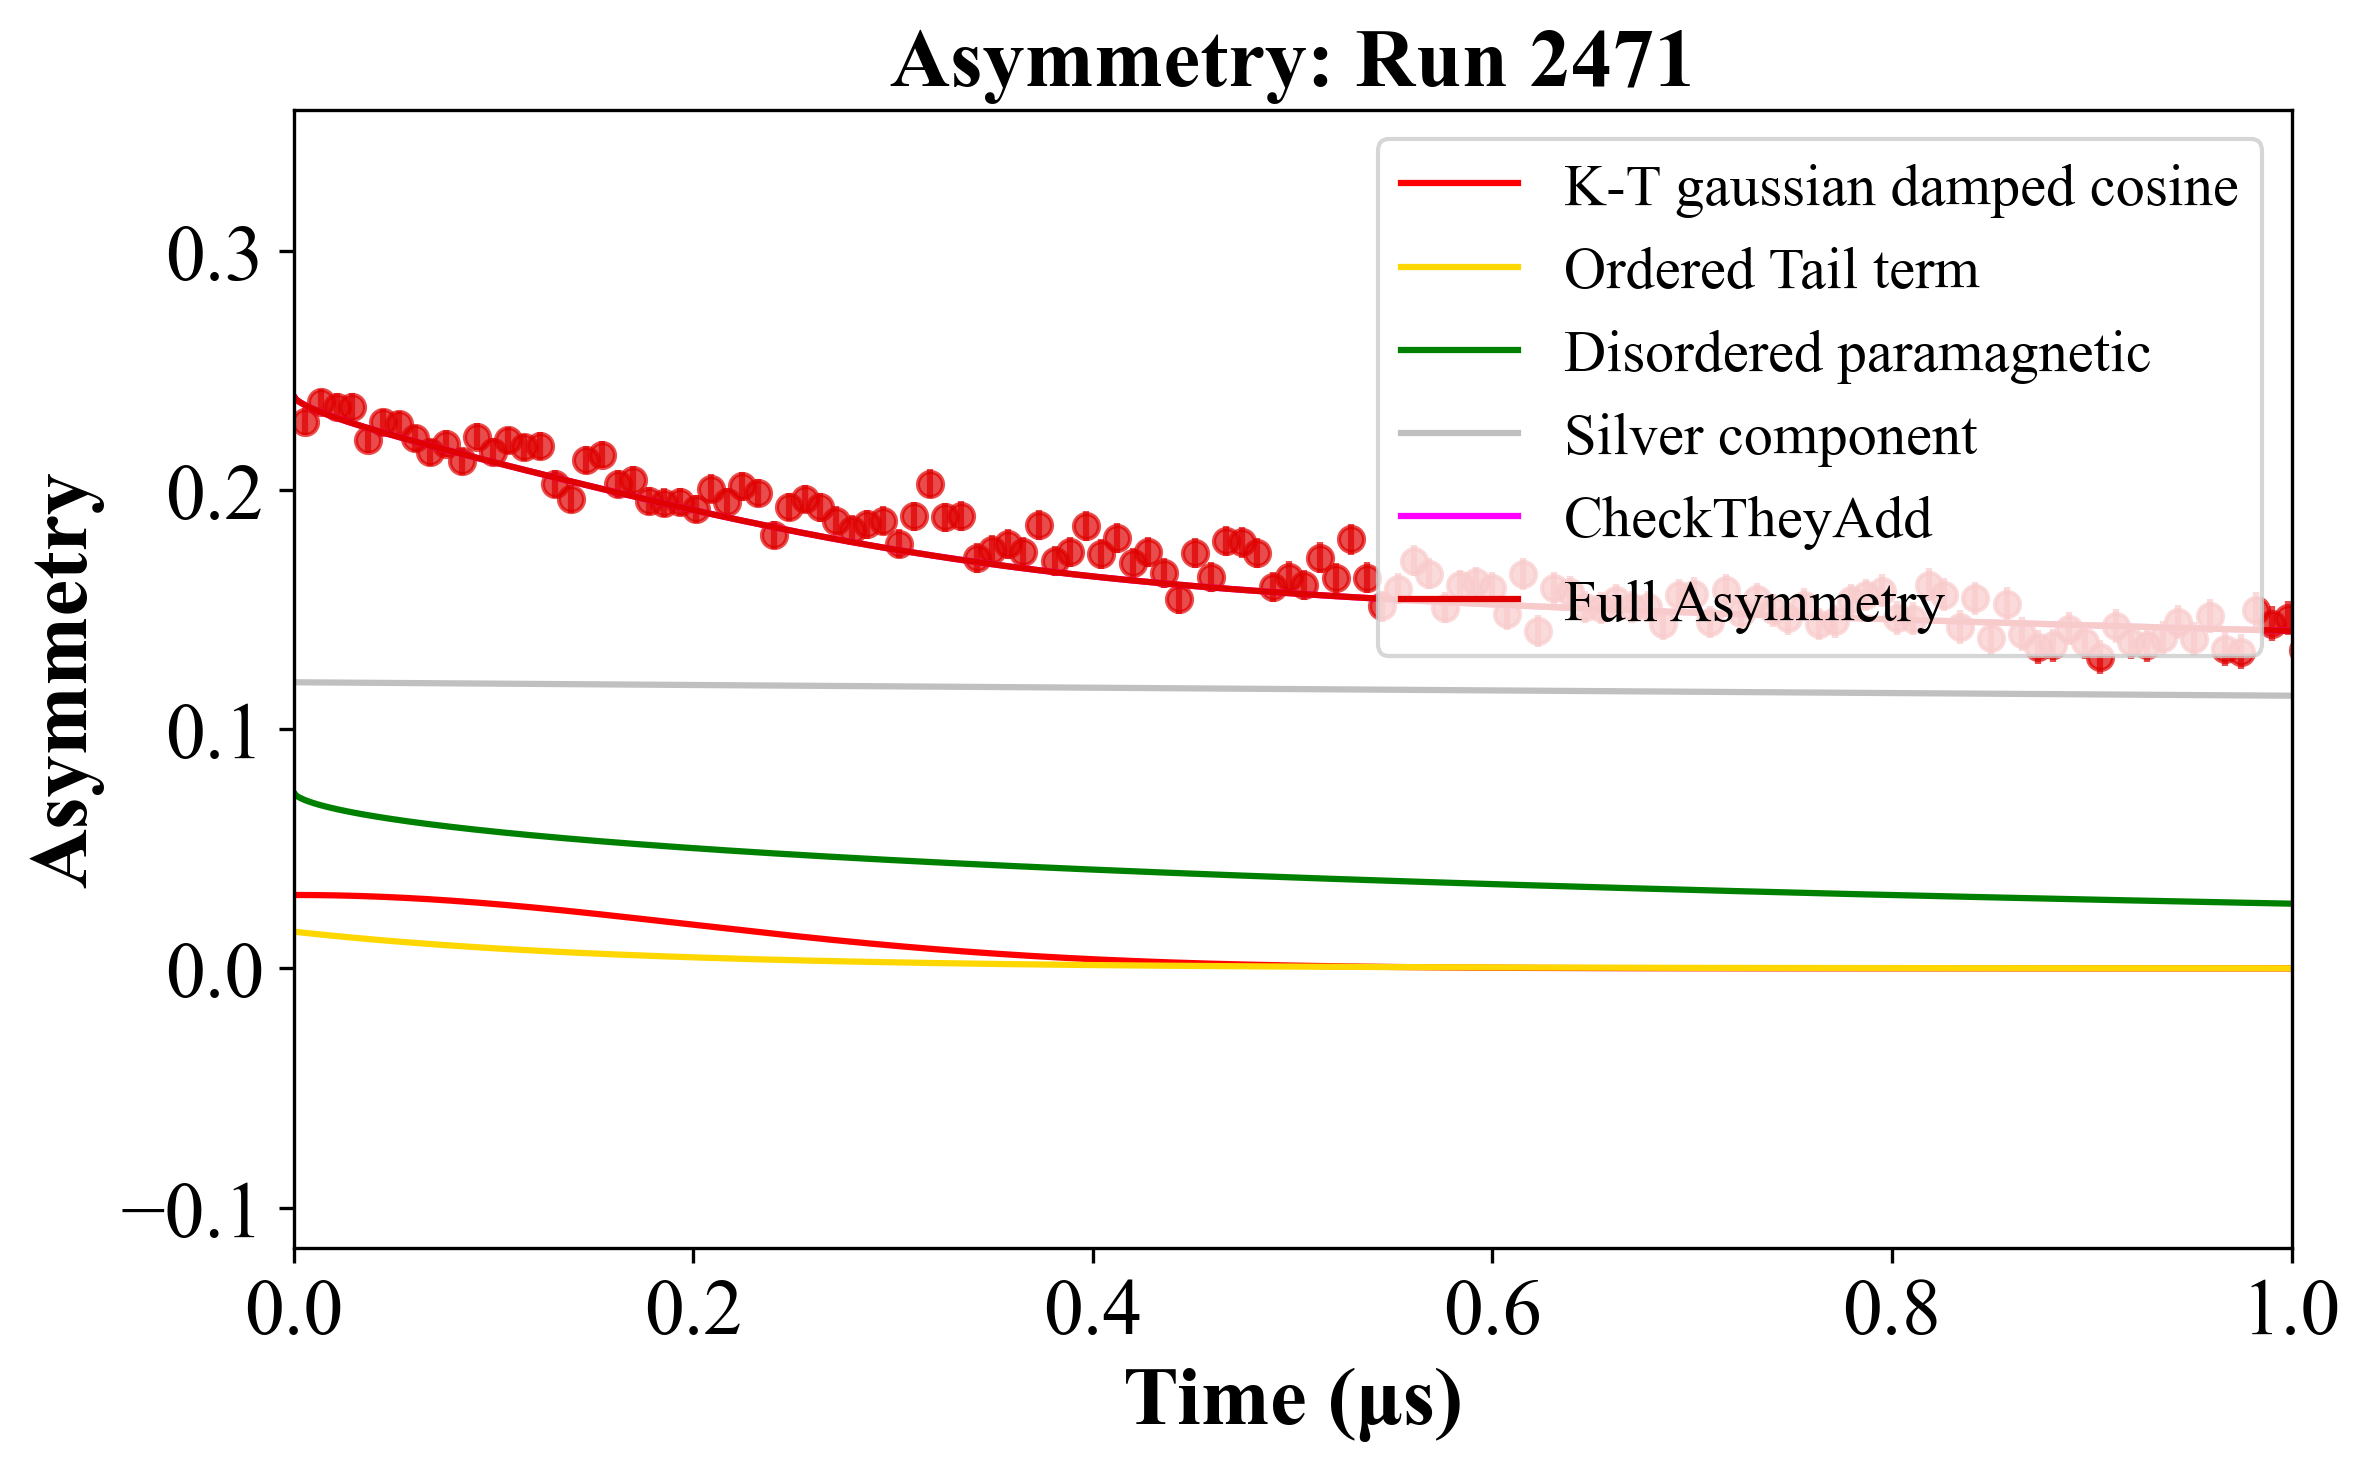 Asymmetry: Run 2471
K-T gaussian damped cosine
Ordered Tail term
Disordered paramagnetic
Silver component
CheckTheyAdd
Full Asymmetry
Asymmetry
0.3
0.2
0.1
0.0
−0.1
0.0 0.2 0.4 0.6 0.8 1.0
Time (μs)